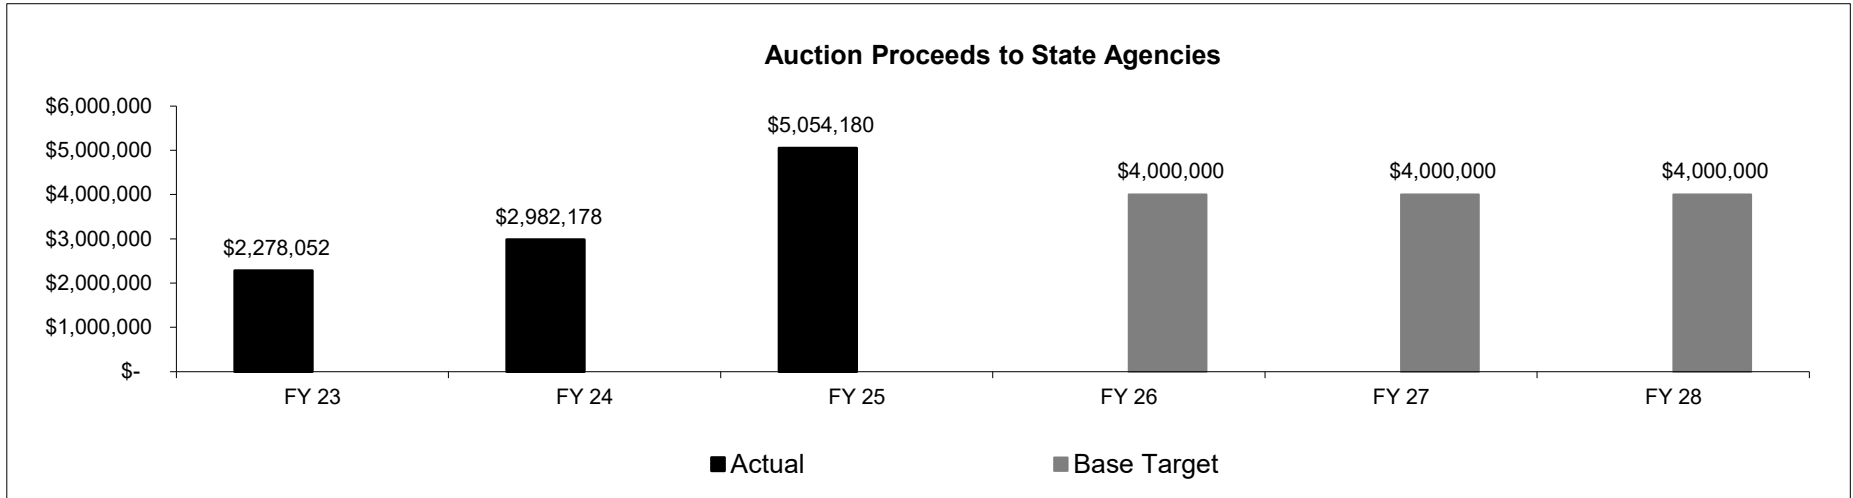 Auction Proceeds to State Agencies
$6,000,000
$5,000,000
$4,000,000
$3,000,000
$2,000,000
$1,000,000
$-
$2,278,052
$2,982,178
$5,054,180
$4,000,000
$4,000,000
$4,000,000
FY 23
FY 24
FY 25
FY 26
FY 27
FY 28
Actual
Base Target